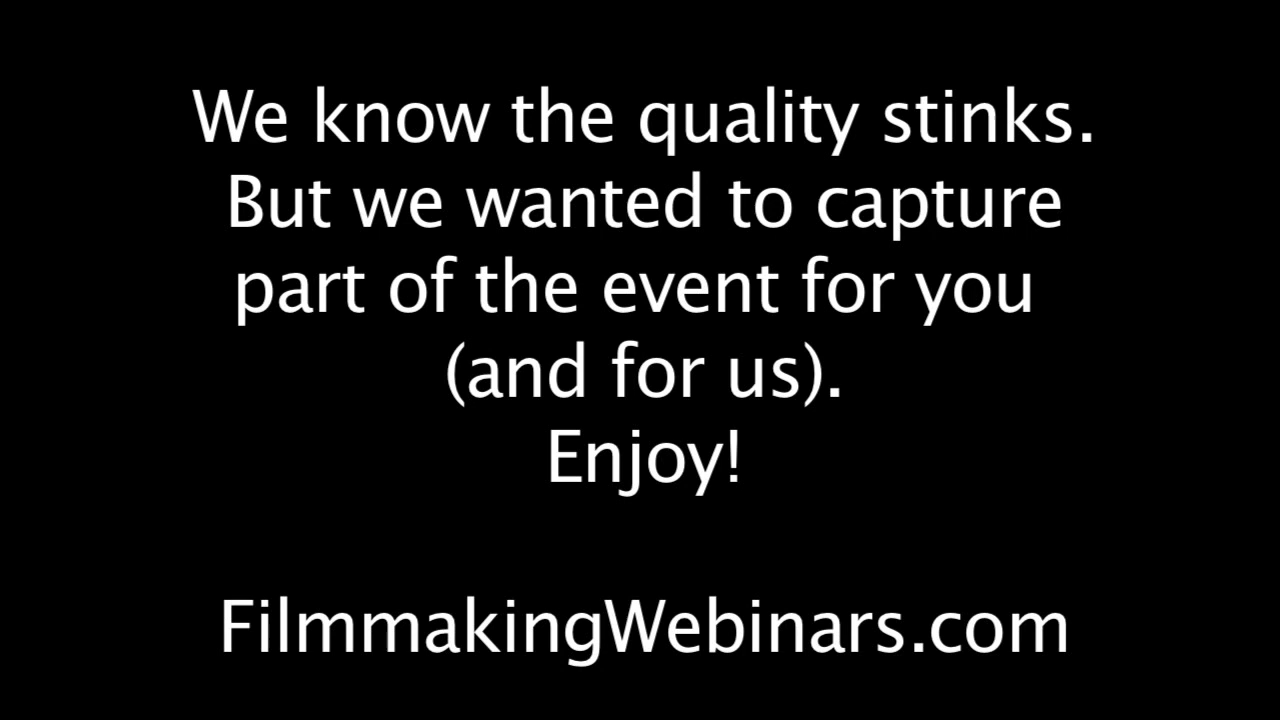 We know the quality stinks.
But we wanted to capture
part of the event for you
(and for us).
Enjoy!
FilmmakingWebinars.com